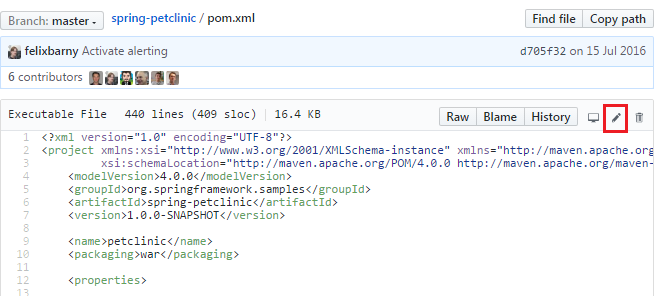 Branch: master spring-petclinic / pom.xml Find file Copy path
felixbarny Activate alerting d705f32 on 15 Jul 2016
6 contributors
Executable File 440 lines (409 sloc) 16.4 KB Raw Blame History
1 <?xml version="1.0" encoding="UTF-8"?>
2 <project xmlns:xsi="http://www.w3.org/2001/XMLSchema-instance" xmlns="http://maven.apache.org
3 xsi:schemaLocation="http://maven.apache.org/POM/4.0.0 http://maven.apache.org/maven-
4 <modelVersion>4.0.0</modelVersion>
5 <groupId>org.springframework.samples</groupId>
6 <artifactId>spring-petclinic</artifactId>
7 <version>1.0.0-SNAPSHOT</version>
8
9 <name>petclinic</name>
10 <packaging>war</packaging>
11
12 <properties>
13